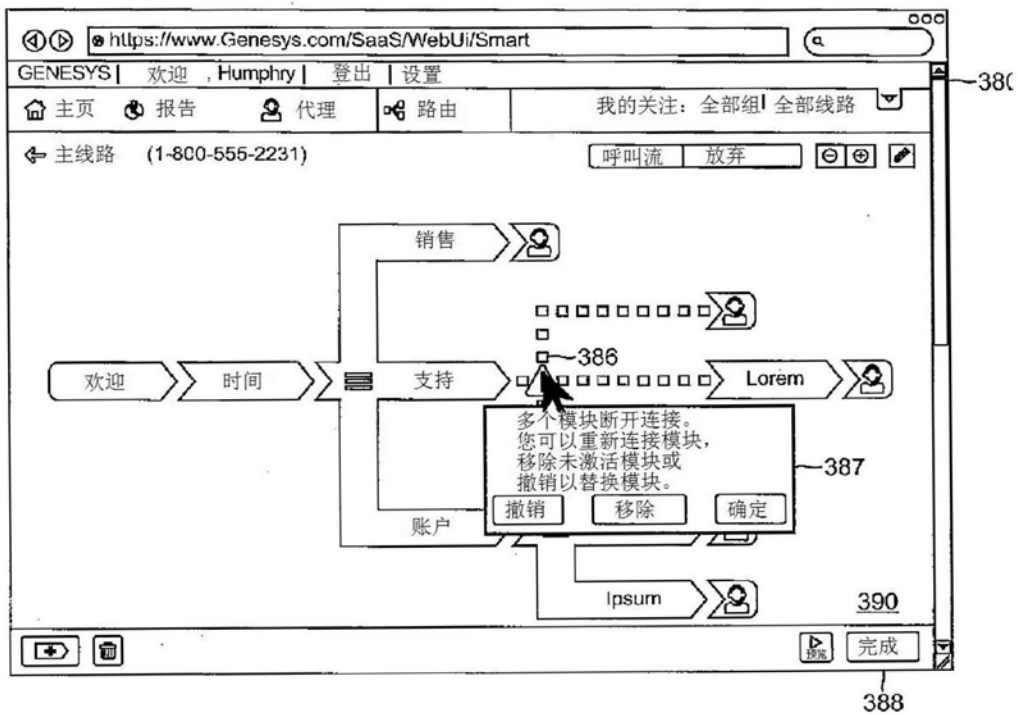 https://www.Genesys.com/SaaS/WebUi/Smart
GENESYS| 欢迎 , Humphry| 登出 | 设置
380
主页 报告 代理 路由 我的关注: 全部组| 全部线路
主线路 (1-800-555-2231) 呼叫流 放弃
销售
386
欢迎 时间 支持 Lorem
多个模块断开连接。
您可以重新连接模块，
移除未激活模块或
撤销以替换模块。
387
撤销 移除 确定
账户
Ipsum
390
预览 完成
388